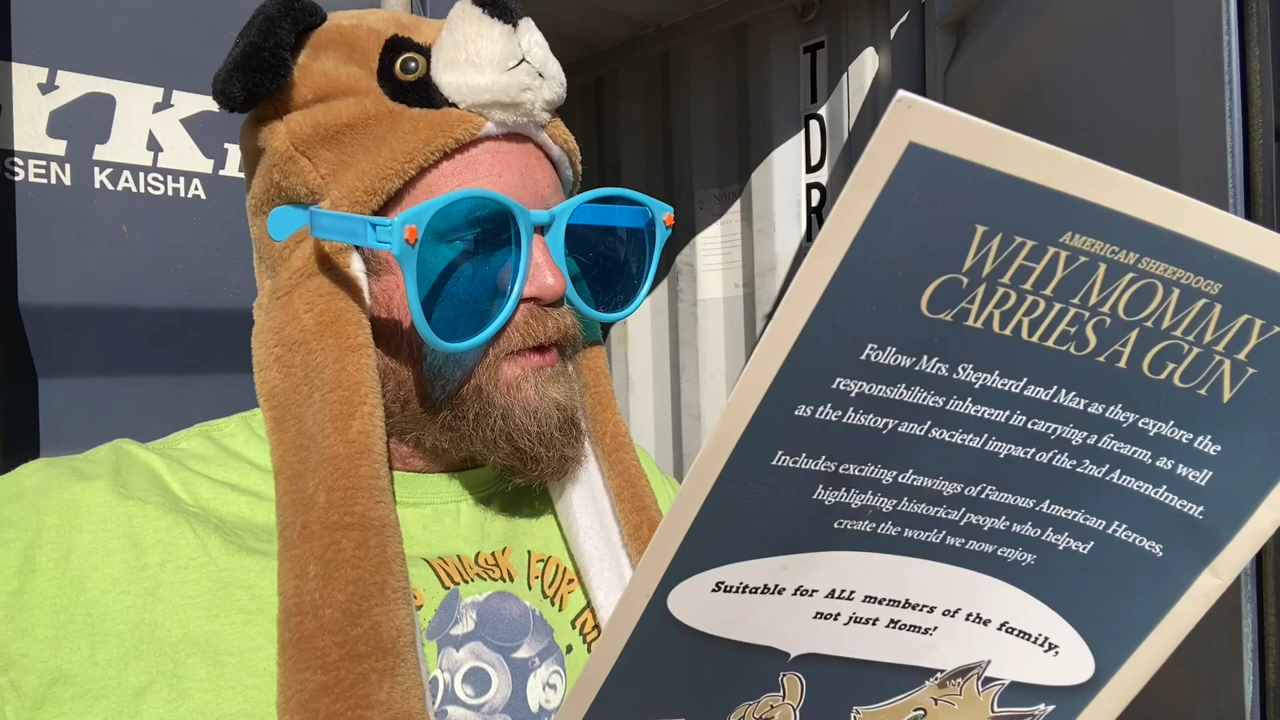 YK
SEN KAISHA
TDR
AMERICAN SHEEPDOGS
WHY MOMMY
CARRIES A GUN
Follow Mrs. Shepherd and Max as they explore the
responsibilities inherent in carrying a firearm, as well
as the history and societal impact of the 2nd Amendment.
Includes exciting drawings of Famous American Heroes,
highlighing historical people who helped
create the world we now enjoy.
Suitable for ALL members of the family,
not just Moms!
MASK FOR